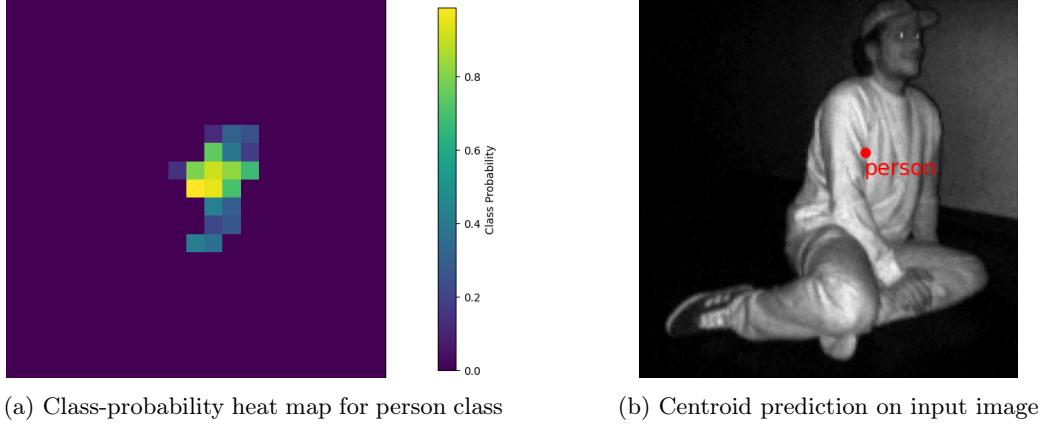 0.8
0.6
0.4
0.2
0.0
Class Probability
person
(a) Class-probability heat map for person class
(b) Centroid prediction on input image